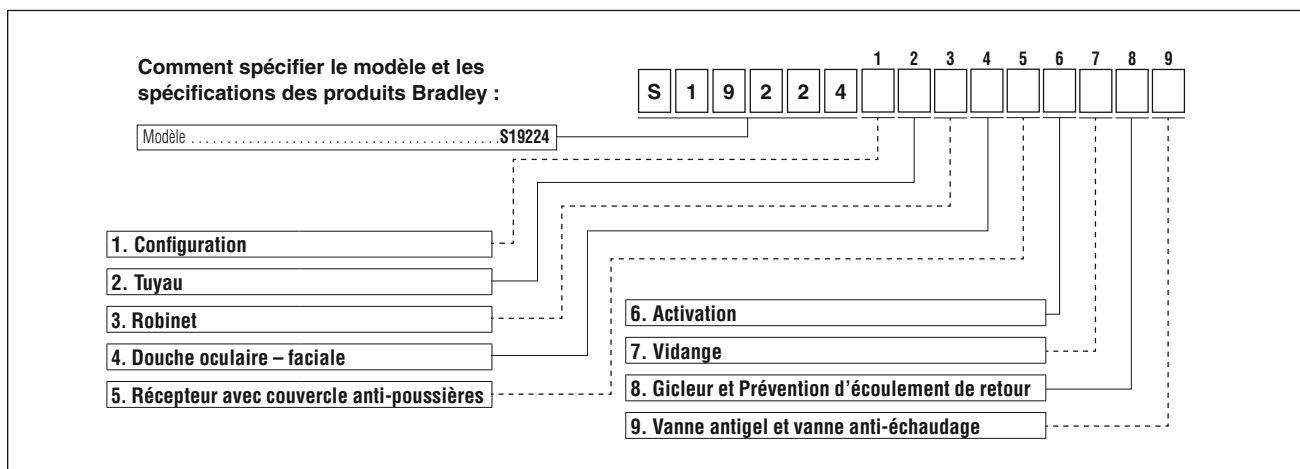 Comment spécifier le modèle et les
spécifications des produits Bradley :
1 2 3 4 5 6 7 8 9
S 1 9 2 2 4
Modèle . . . . . . . . . . . . . . . . . . . . . . . . . . . . . . . . . . . . . . . . . . S19224
1. Configuration
2. Tuyau
3. Robinet
4. Douche oculaire – faciale
5. Récepteur avec couvercle anti-poussières
6. Activation
7. Vidange
8. Gicleur et Prévention d’écoulement de retour
9. Vanne antigel et vanne anti-échaudage